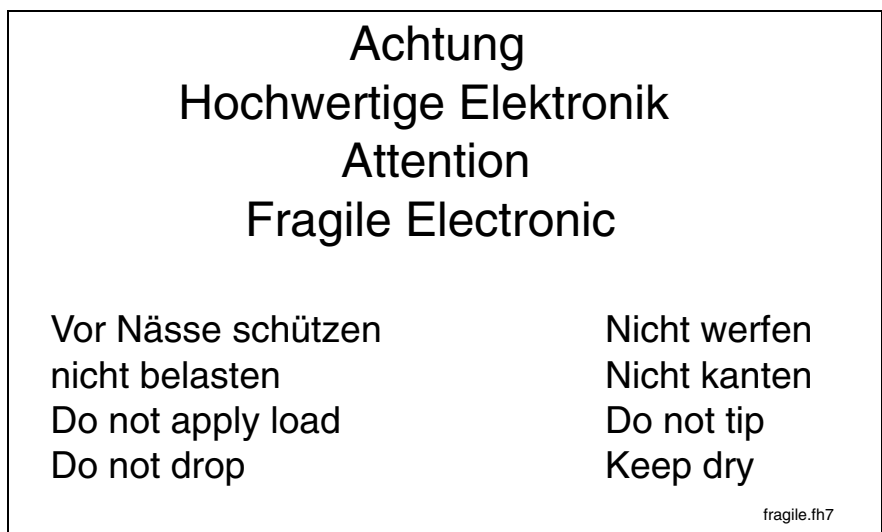 Achtung
Hochwertige Elektronik
Attention
Fragile Electronic
Vor Nässe schützen
nicht belasten
Do not apply load
Do not drop
Nicht werfen
Nicht kanten
Do not tip
Keep dry
fragile.fh7